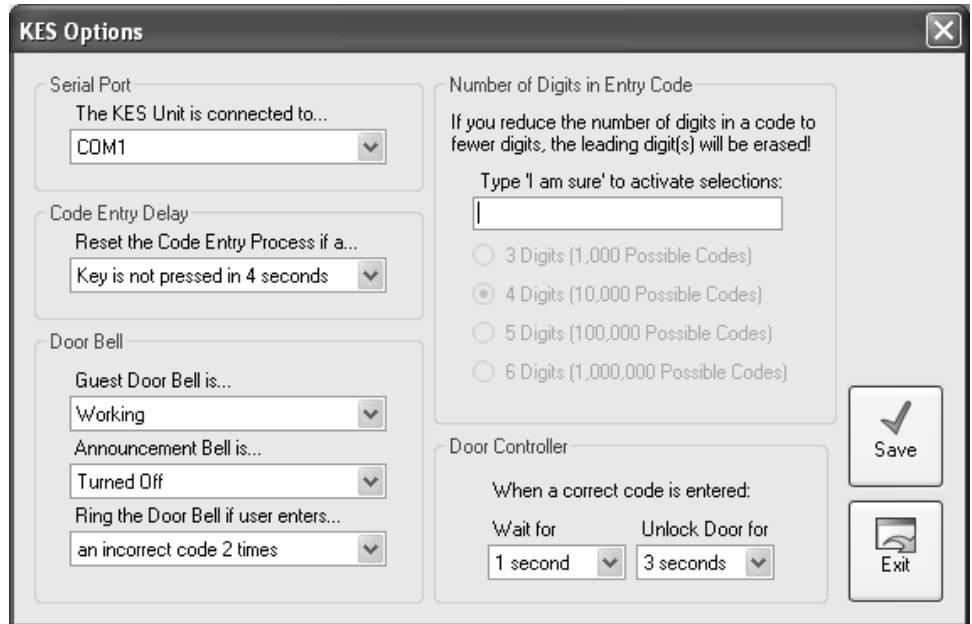 KES Options
Serial Port
The KES Unit is connected to...
COM1
Code Entry Delay
Reset the Code Entry Process if a...
Key is not pressed in 4 seconds
Door Bell
Guest Door Bell is...
Working
Announcement Bell is...
Turned Off
Ring the Door Bell if user enters...
an incorrect code 2 times
Number of Digits in Entry Code
If you reduce the number of digits in a code to
fewer digits, the leading digit(s) will be erased!
Type 'I am sure' to activate selections:
3 Digits (1,000 Possible Codes)
4 Digits (10,000 Possible Codes)
5 Digits (100,000 Possible Codes)
6 Digits (1,000,000 Possible Codes)
Door Controller
When a correct code is entered:
Wait for
1 second
Unlock Door for
3 seconds
Save
Exit